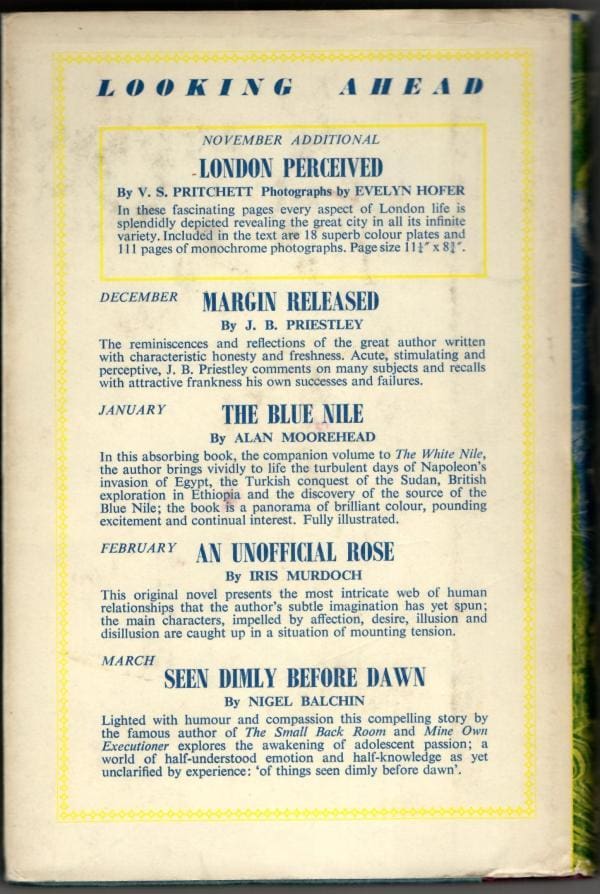 LOOKING AHEAD
NOVEMBER ADDITIONAL
LONDON PERCEIVED
By V. S. PRITCHETT Photographs by EVELYN HOFER
In these fascinating pages every aspect of London life is
splendidly depicted revealing the great city in all its infinite
variety. Included in the text are 18 superb colour plates and
111 pages of monochrome photographs. Page size 11¼″ x 8¾″.
DECEMBER MARGIN RELEASED
By J. B. PRIESTLEY
The reminiscences and reflections of the great author written
with characteristic honesty and freshness. Acute, stimulating and
perceptive, J. B. Priestley comments on many subjects and recalls
with attractive frankness his own successes and failures.
JANUARY THE BLUE NILE
By ALAN MOOREHEAD
In this absorbing book, the companion volume to The White Nile,
the author brings vividly to life the turbulent days of Napoleon's
invasion of Egypt, the Turkish conquest of the Sudan, British
exploration in Ethiopia and the discovery of the source of the
Blue Nile; the book is a panorama of brilliant colour, pounding
excitement and continual interest. Fully illustrated.
FEBRUARY AN UNOFFICIAL ROSE
By IRIS MURDOCH
This original novel presents the most intricate web of human
relationships that the author's subtle imagination has yet spun;
the main characters, impelled by affection, desire, illusion and
disillusion are caught up in a situation of mounting tension.
MARCH
SEEN DIMLY BEFORE DAWN
By NIGEL BALCHIN
Lighted with humour and compassion this compelling story by
the famous author of The Small Back Room and Mine Own
Executioner explores the awakening of adolescent passion; a
world of half-understood emotion and half-knowledge as yet
unclarified by experience: 'of things seen dimly before dawn'.